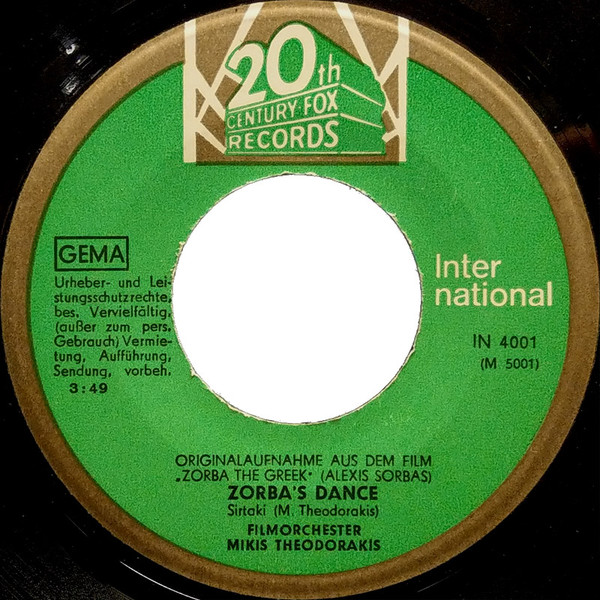 20th
CENTURY-FOX
RECORDS
GEMA
Urheber- und Lei-
stungsschutzrechte,
bes. Vervielfältig.
(außer zum pers.
Gebrauch) Vermie-
tung, Aufführung,
Sendung, vorbeh.
3:49
Inter
national
IN 4001
(M 5001)
ORIGINALAUFNAHME AUS DEM FILM
„ZORBA THE GREEK“ (ALEXIS SORBAS)
ZORBA'S DANCE
Sirtaki (M. Theodorakis)
FILMORCHESTER
MIKIS THEODORAKIS